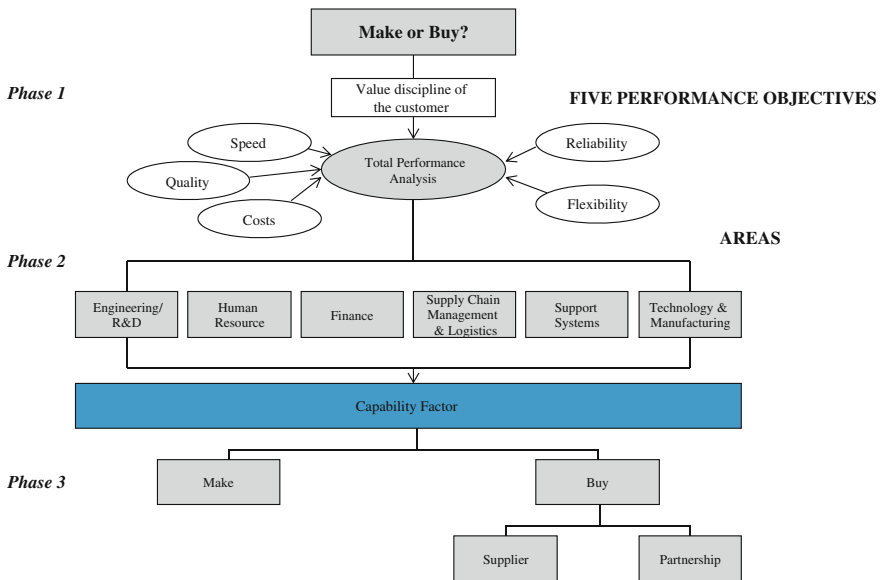 Make or Buy?
Phase 1
Value discipline of
the customer
FIVE PERFORMANCE OBJECTIVES
Speed
Reliability
Total Performance
Analysis
Quality
Flexibility
Costs
AREAS
Phase 2
Engineering/
R&D
Human
Resource
Finance
Supply Chain
Management
& Logistics
Support
Systems
Technology &
Manufacturing
Capability Factor
Phase 3
Make
Buy
Supplier
Partnership